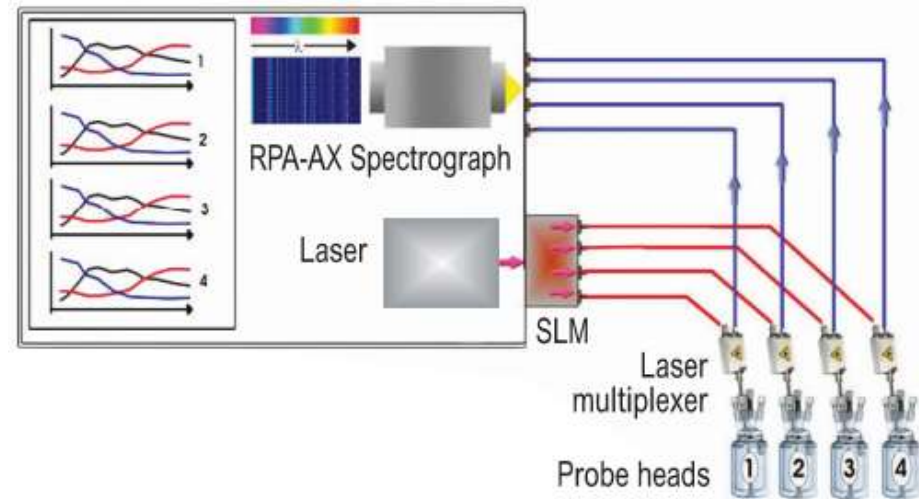 1
2
3
4
λ
RPA-AX Spectrograph
Laser
SLM
Laser
multiplexer
Probe heads
1 2 3 4